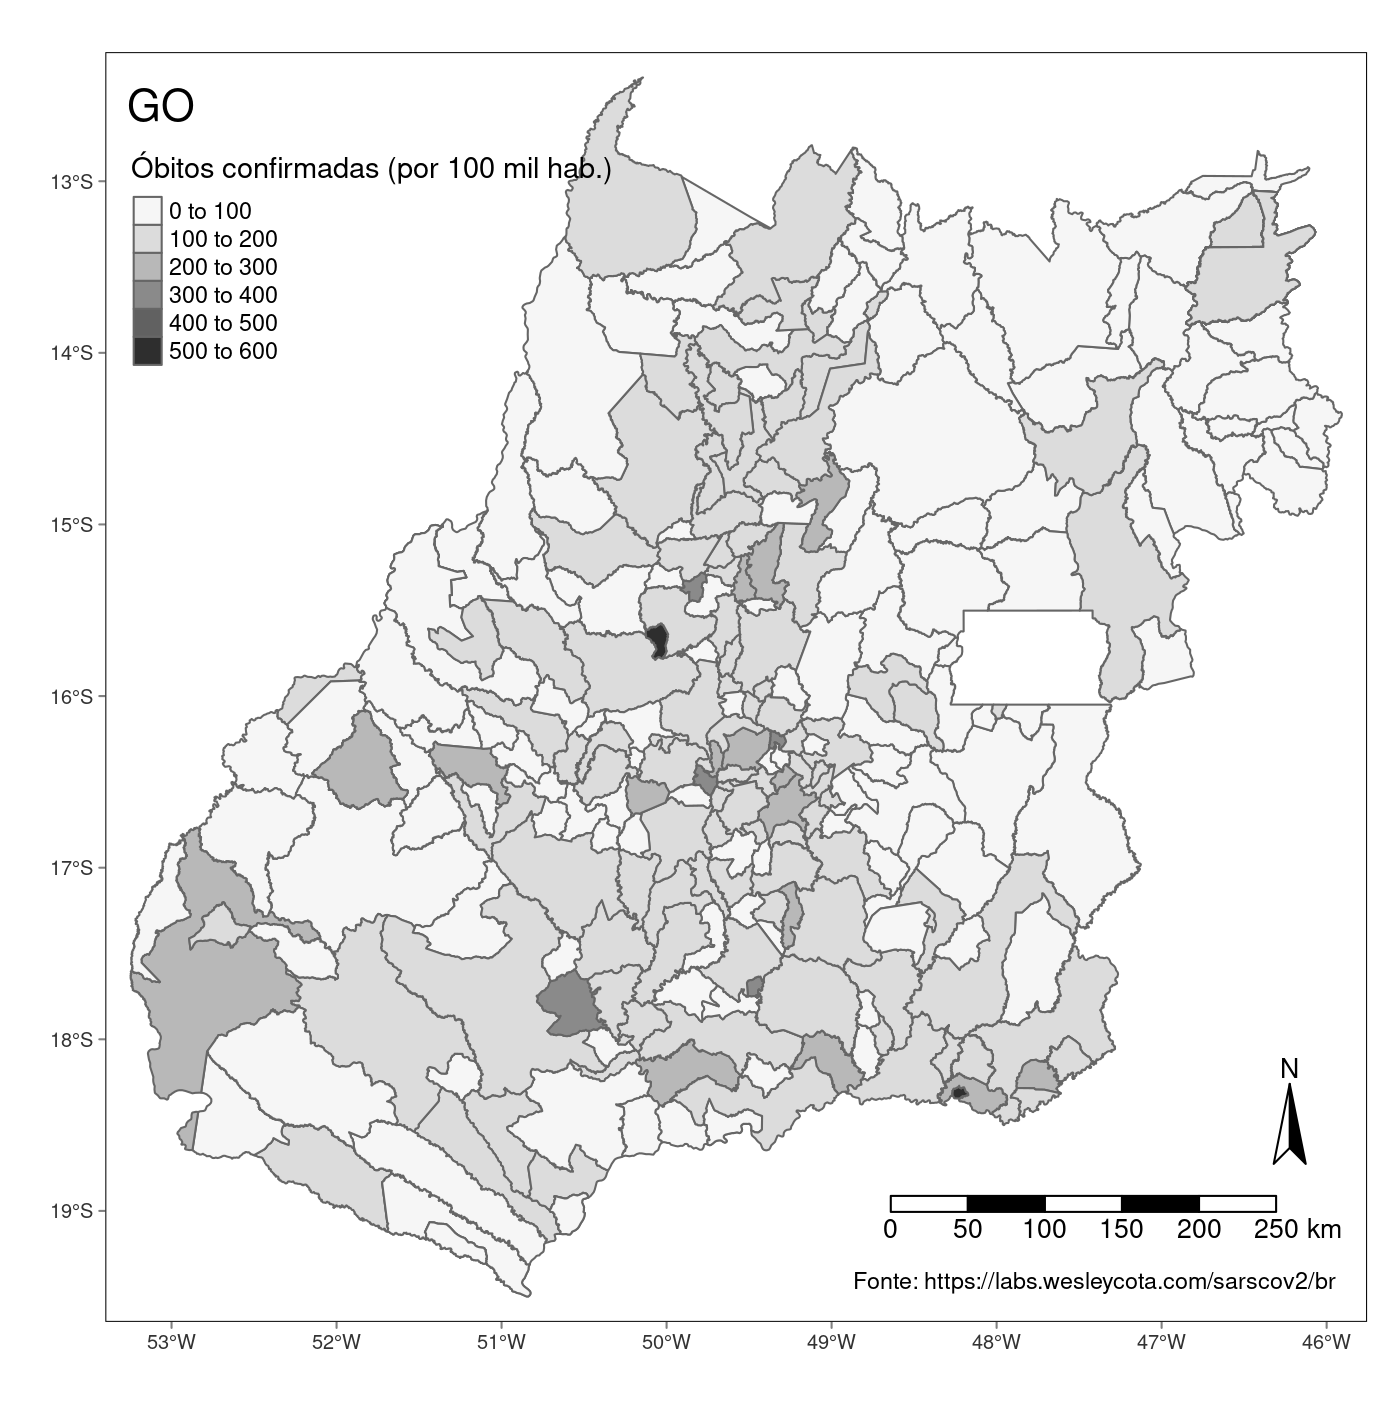 GO
Óbitos confirmadas (por 100 mil hab.)
0 to 100
100 to 200
200 to 300
300 to 400
400 to 500
500 to 600
13°S
14°S
15°S
16°S
17°S
18°S
19°S
N
0 50 100 150 200 250 km
Fonte: https://labs.wesleycota.com/sarscov2/br
53°W 52°W 51°W 50°W 49°W 48°W 47°W 46°W